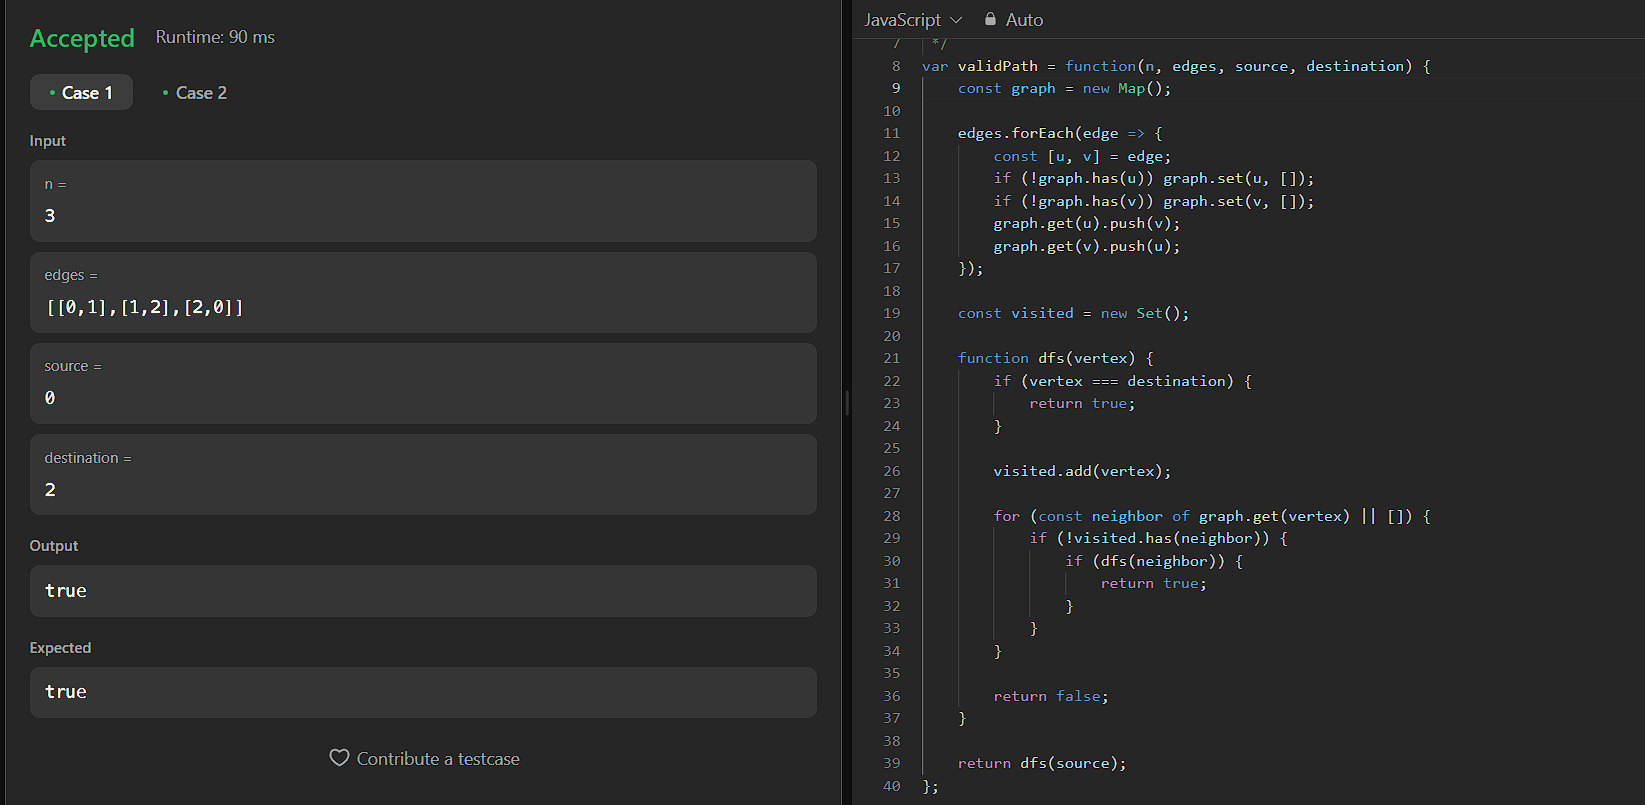 Accepted Runtime: 90 ms
• Case 1 • Case 2
Input
n =
3
edges =
[[0,1],[1,2],[2,0]]
source =
0
destination =
2
Output
true
Expected
true
Contribute a testcase
JavaScript Auto
7 */
8 var validPath = function(n, edges, source, destination) {
9     const graph = new Map();
10
11     edges.forEach(edge => {
12         const [u, v] = edge;
13         if (!graph.has(u)) graph.set(u, []);
14         if (!graph.has(v)) graph.set(v, []);
15         graph.get(u).push(v);
16         graph.get(v).push(u);
17     });
18
19     const visited = new Set();
20
21     function dfs(vertex) {
22         if (vertex === destination) {
23             return true;
24         }
25
26         visited.add(vertex);
27
28         for (const neighbor of graph.get(vertex) || []) {
29             if (!visited.has(neighbor)) {
30                 if (dfs(neighbor)) {
31                     return true;
32                 }
33             }
34         }
35
36         return false;
37     }
38
39     return dfs(source);
40 };